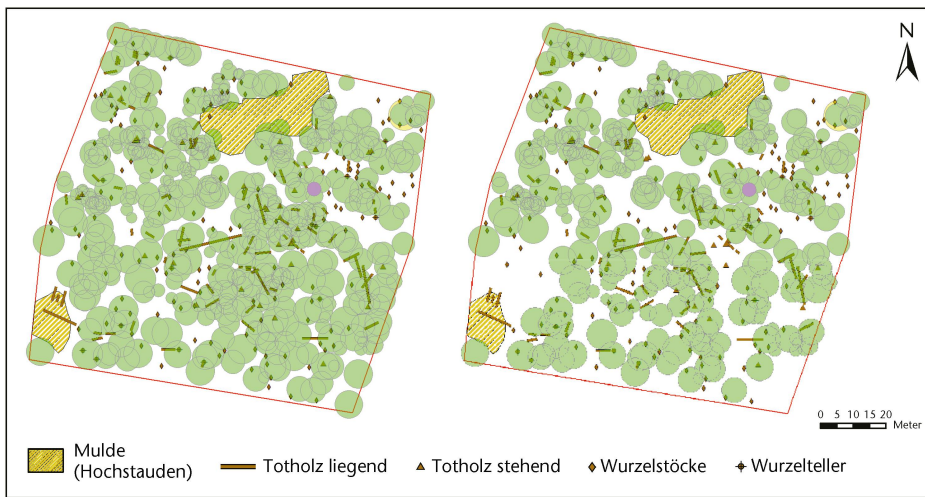 N
0 5 10 15 20
Meter
Mulde
(Hochstauden)
Totholz liegend
Totholz stehend
Wurzelstöcke
Wurzelteller